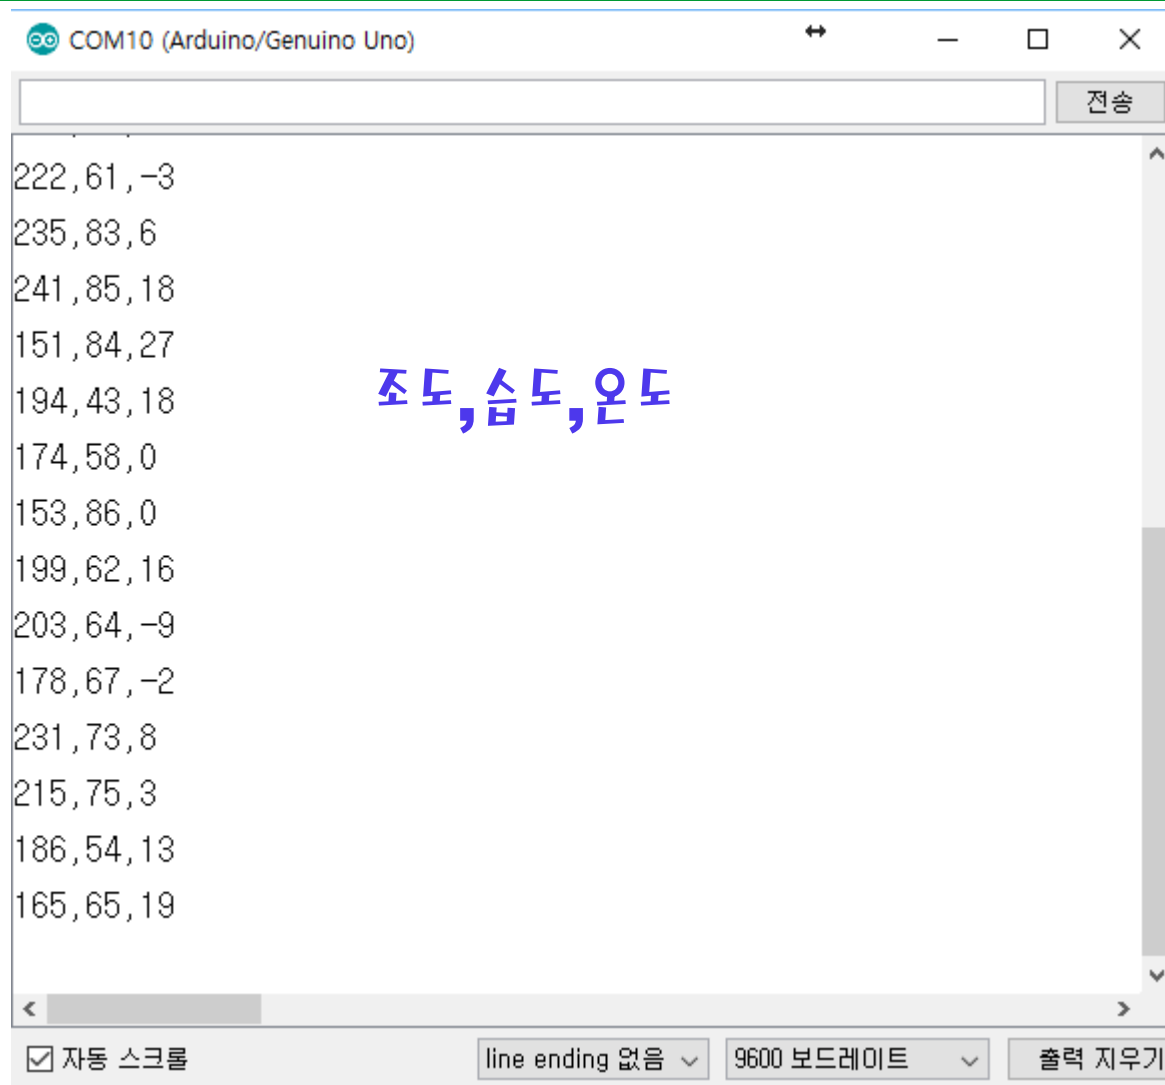 COM10 (Arduino/Genuino Uno)
전송
222,61,-3
235,83,6
241,85,18
151,84,27
194,43,18
조도,습도,온도
174,58,0
153,86,0
199,62,16
203,64,-9
178,67,-2
231,73,8
215,75,3
186,54,13
165,65,19
자동 스크롤
line ending 없음
9600 보드레이트
출력 지우기